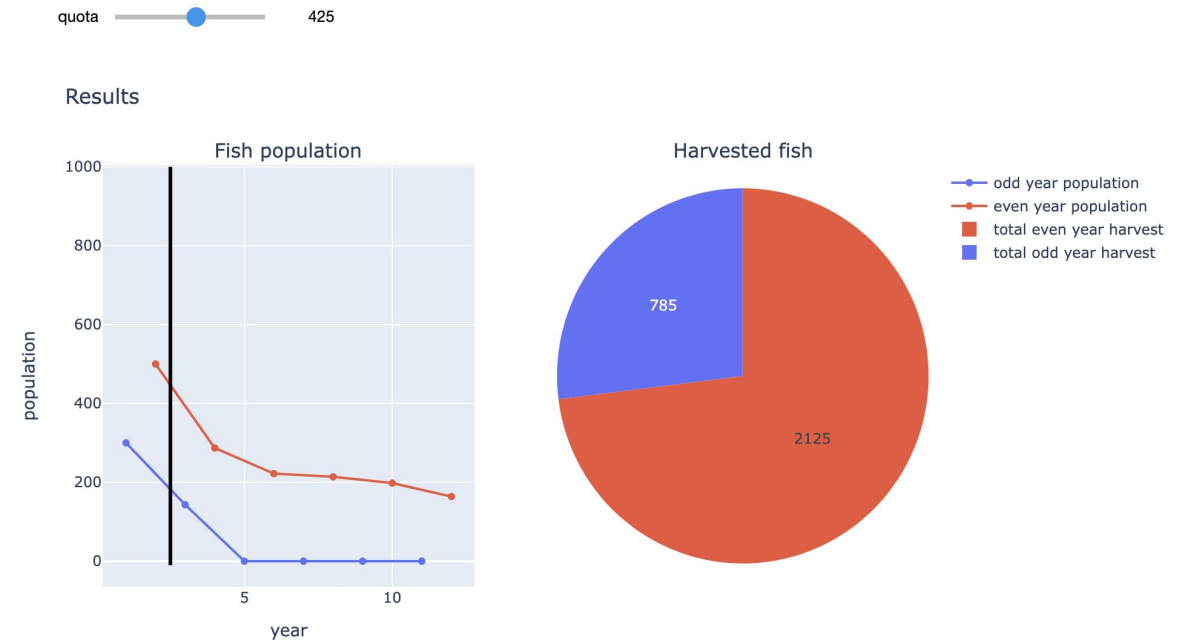 quota 425
Results
Fish population
Harvested fish
1000
800
600
400
200
0
population
5 10
year
785
2125
odd year population
even year population
total even year harvest
total odd year harvest